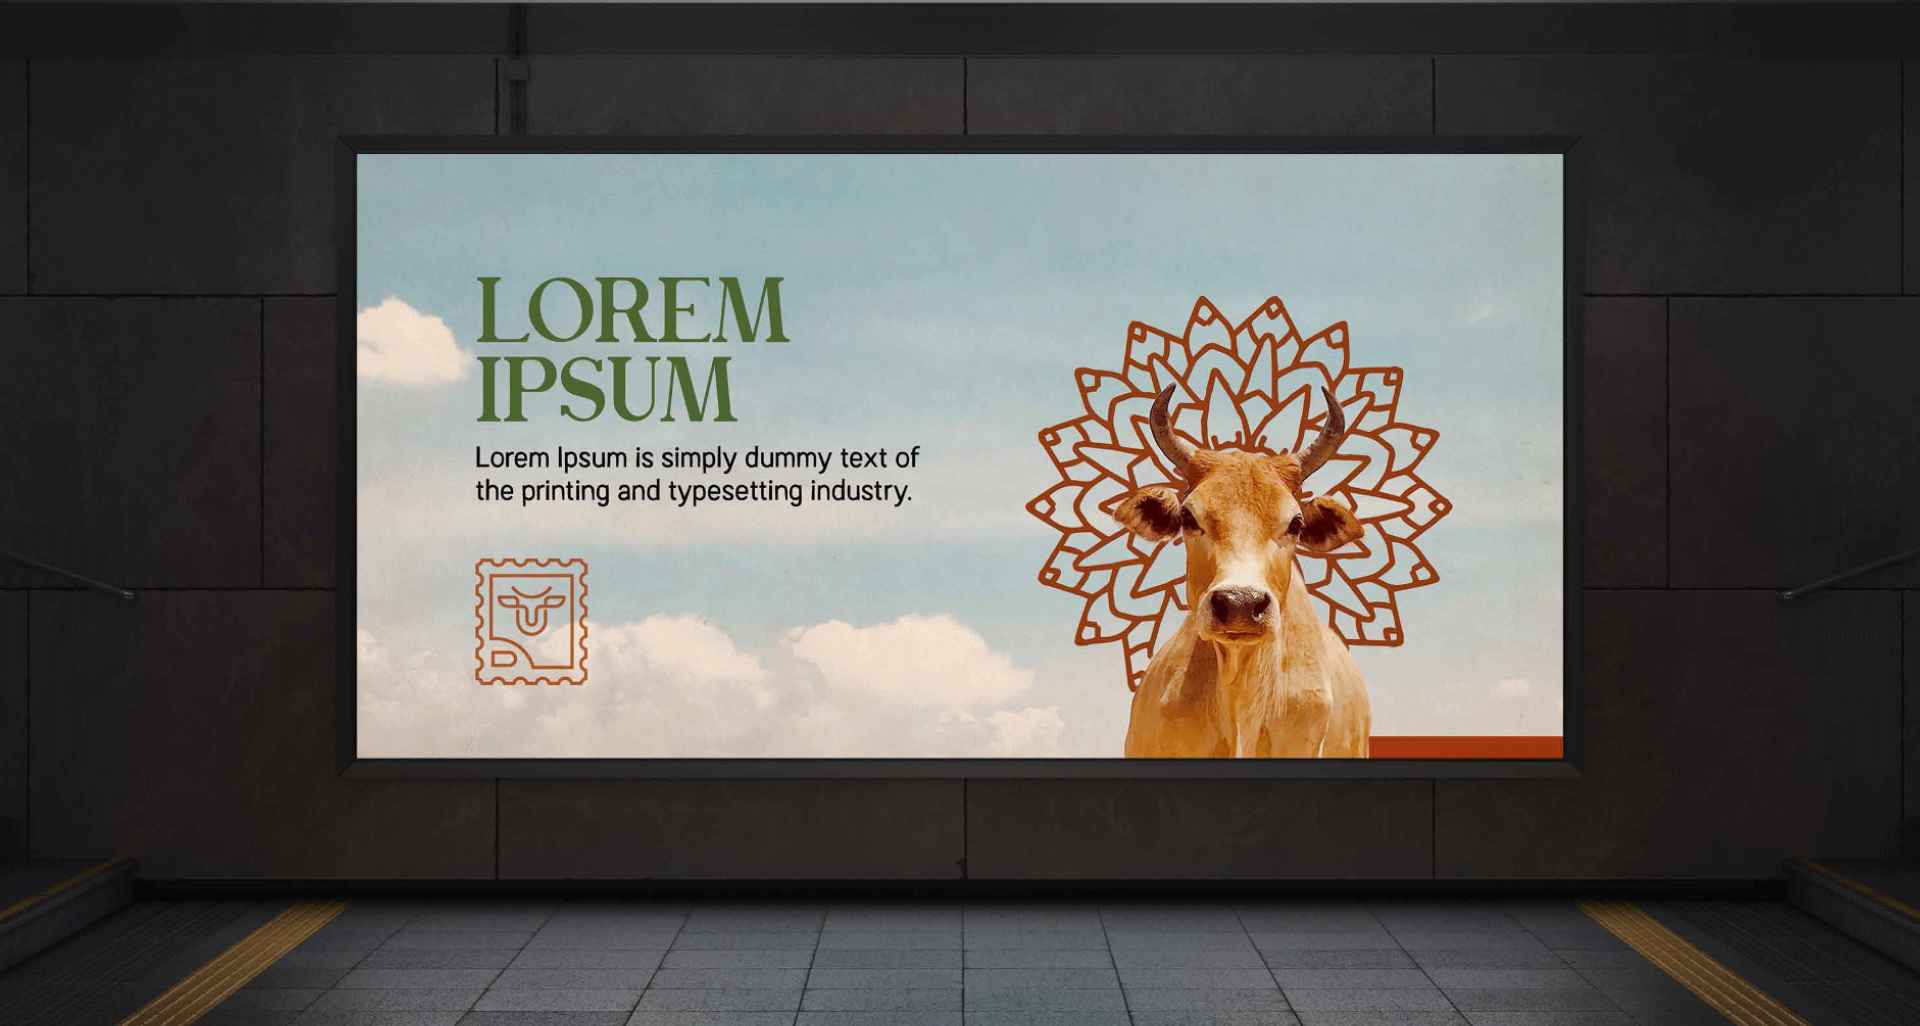 LOREM
IPSUM
Lorem Ipsum is simply dummy text of
the printing and typesetting industry.